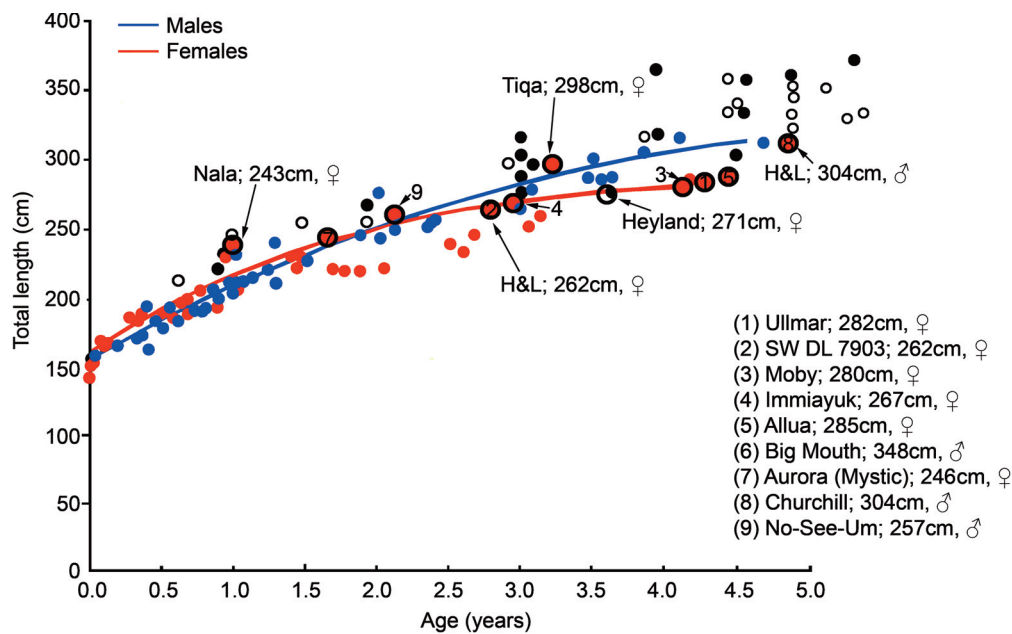 400
Males
Females
350
Tiqa; 298cm, ♀
300
Nala; 243cm, ♀
9
3
1
5
8
H&L; 304cm, ♂
250
7
2
4
6
Heyland; 271cm, ♀
H&L; 262cm, ♀
200
150
100
50
0
Total length (cm)
(1) Ullmar; 282cm, ♀
(2) SW DL 7903; 262cm, ♀
(3) Moby; 280cm, ♀
(4) Immiayuk; 267cm, ♀
(5) Allua; 285cm, ♀
(6) Big Mouth; 348cm, ♂
(7) Aurora (Mystic); 246cm, ♀
(8) Churchill; 304cm, ♂
(9) No-See-Um; 257cm, ♂
0.0 0.5 1.0 1.5 2.0 2.5 3.0 3.5 4.0 4.5 5.0
Age (years)